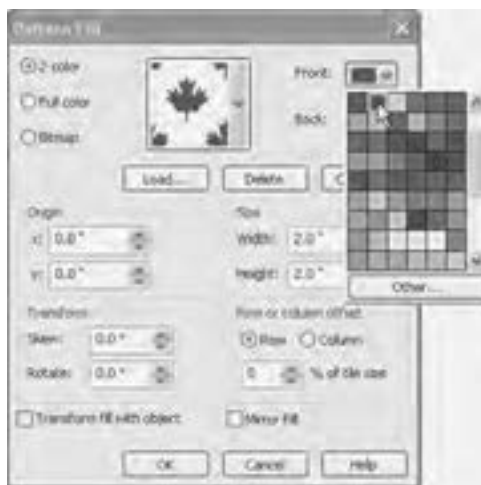 Pattern Fill
2-color
Full color
Bitmap
Front:
Back:
Load...
Delete
Origin
x: 0.0 "
y: 0.0 "
Size
Width: 2.0 "
Height: 2.0 "
Other...
Transform
Skew: 0.0 °
Rotate: 0.0 °
Row or column offset
Row Column
0 % of tile size
Transform fill with object
Mirror fill
OK Cancel Help